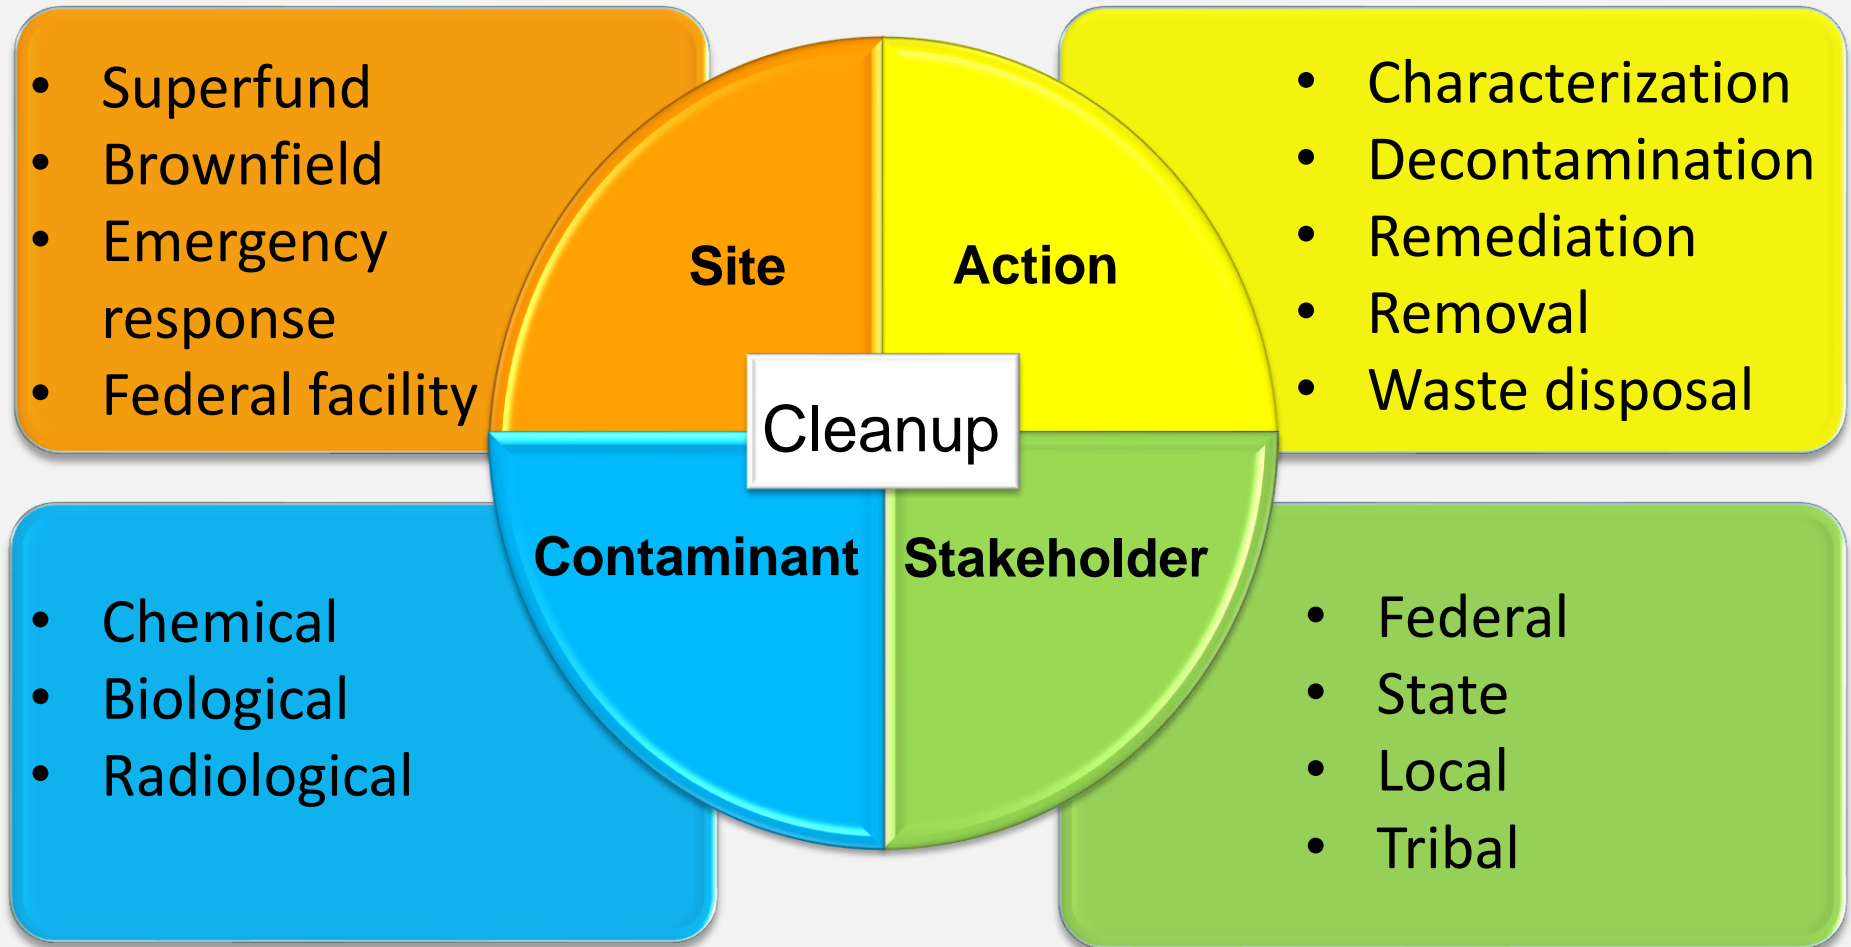 • Superfund
• Brownfield
• Emergency
response
• Federal facility
Site
Action
• Characterization
• Decontamination
• Remediation
• Removal
• Waste disposal
Cleanup
Contaminant
Stakeholder
• Chemical
• Biological
• Radiological
• Federal
• State
• Local
• Tribal